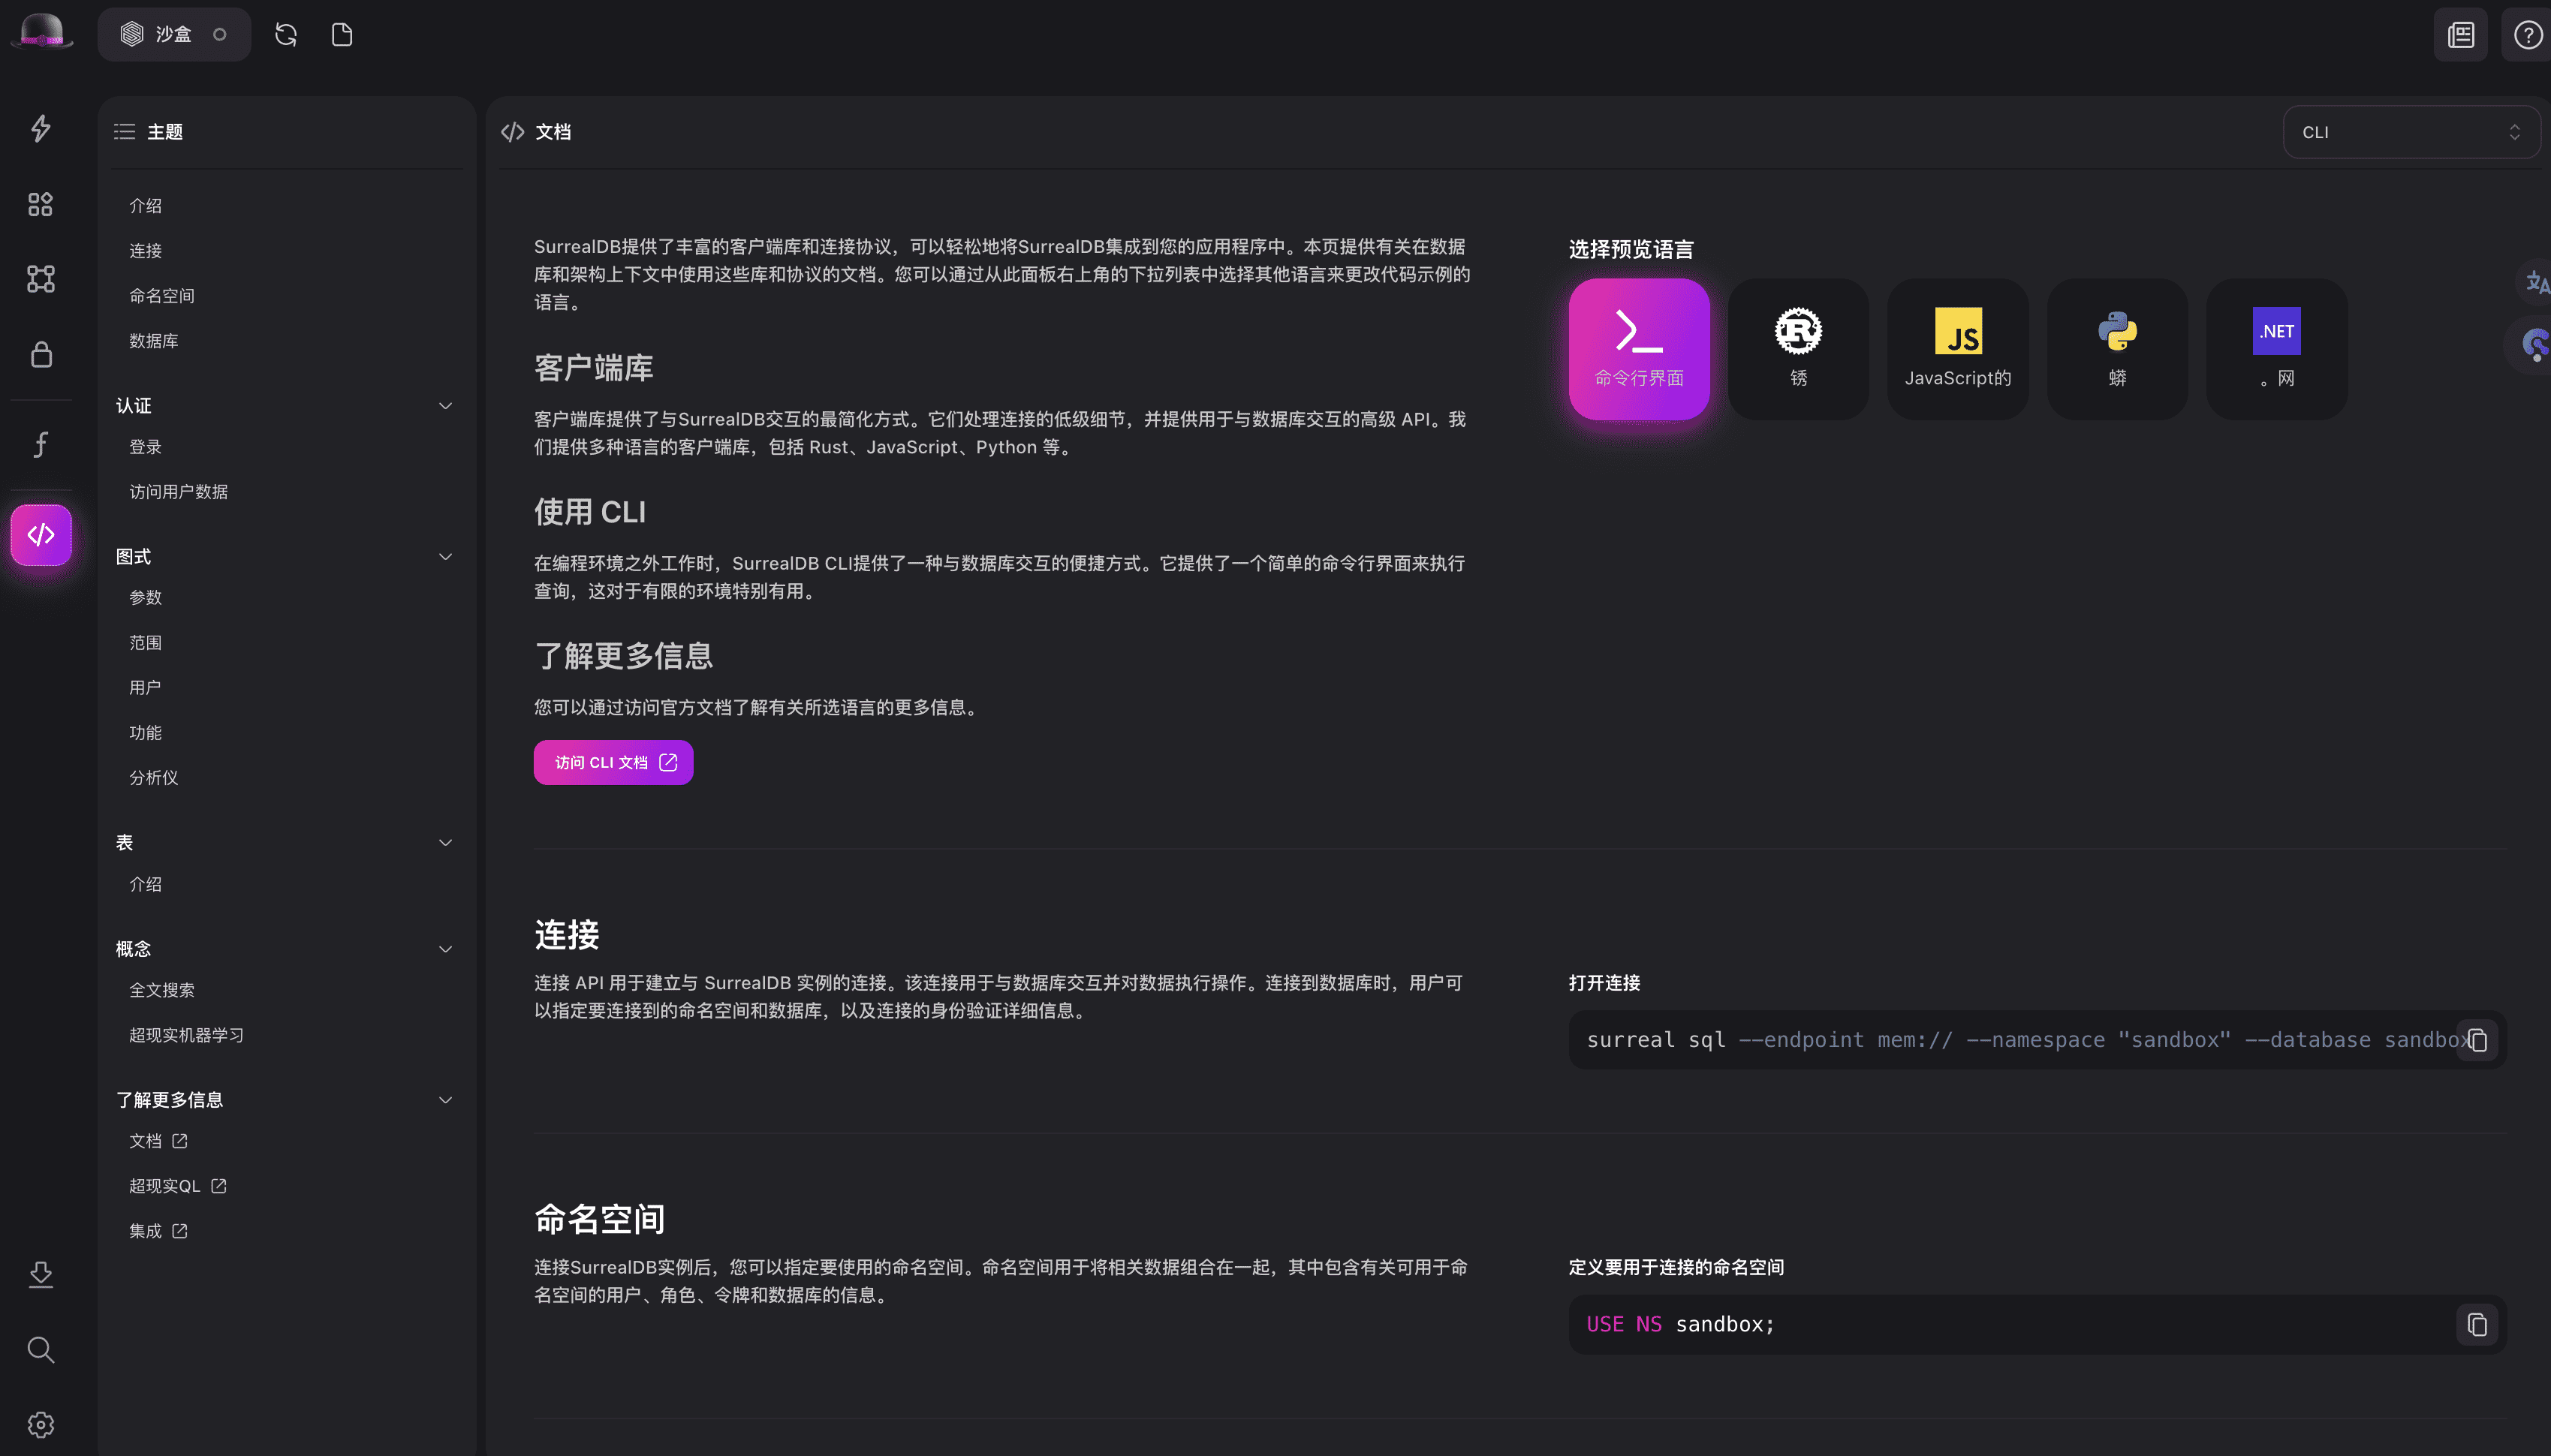 沙盒
主题
介绍
连接
命名空间
数据库
认证
登录
访问用户数据
图式
参数
范围
用户
功能
分析仪
表
介绍
概念
全文搜索
超现实机器学习
了解更多信息
文档
超现实QL
集成
文档
CLI
SurrealDB提供了丰富的客户端库和连接协议，可以轻松地将SurrealDB集成到您的应用程序中。本页提供有关在数据
库和架构上下文中使用这些库和协议的文档。您可以通过从此面板右上角的下拉列表中选择其他语言来更改代码示例的
语言。
客户端库
客户端库提供了与SurrealDB交互的最简化方式。它们处理连接的低级细节，并提供用于与数据库交互的高级 API。我
们提供多种语言的客户端库，包括 Rust、JavaScript、Python 等。
使用 CLI
在编程环境之外工作时，SurrealDB CLI提供了一种与数据库交互的便捷方式。它提供了一个简单的命令行界面来执行
查询，这对于有限的环境特别有用。
了解更多信息
您可以通过访问官方文档了解有关所选语言的更多信息。
访问 CLI 文档
选择预览语言
命令行界面
R
锈
JS
JavaScript的
蟒
.NET
。网
连接
连接 API 用于建立与 SurrealDB 实例的连接。该连接用于与数据库交互并对数据执行操作。连接到数据库时，用户可
以指定要连接到的命名空间和数据库，以及连接的身份验证详细信息。
打开连接
surreal sql --endpoint mem:// --namespace "sandbox" --database sandbox
命名空间
连接SurrealDB实例后，您可以指定要使用的命名空间。命名空间用于将相关数据组合在一起，其中包含有关可用于命
名空间的用户、角色、令牌和数据库的信息。
定义要用于连接的命名空间
USE NS sandbox;